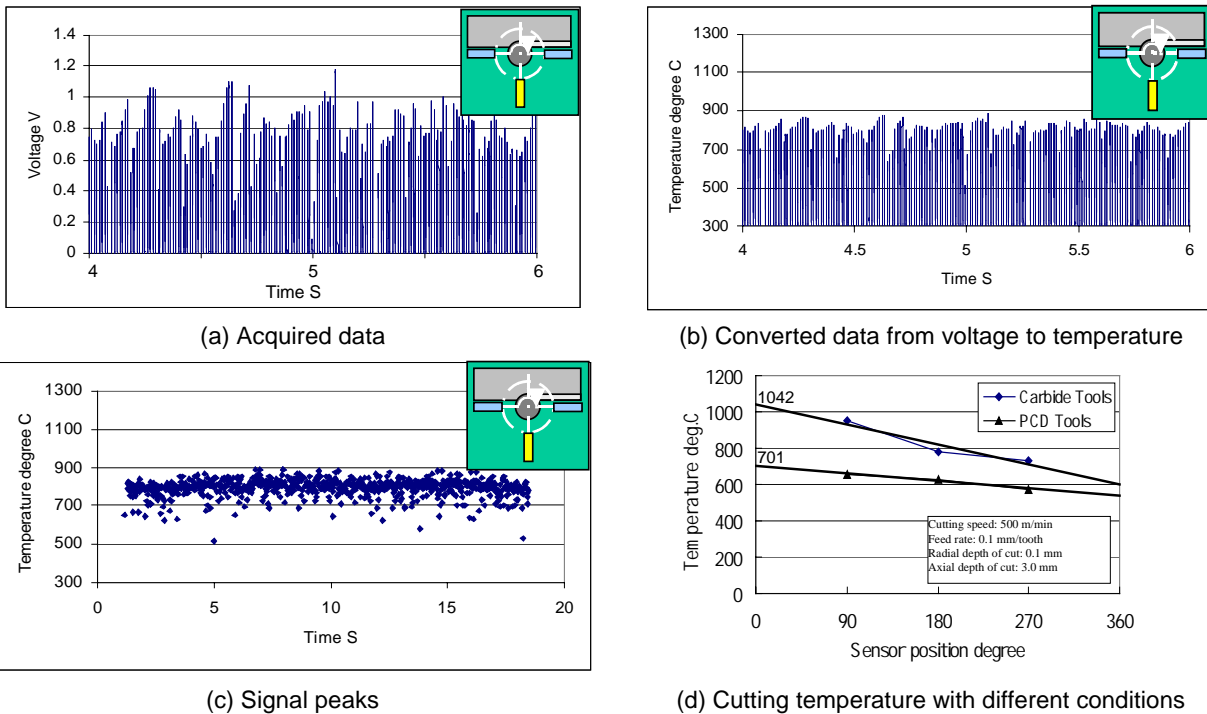 1.4
1.2
1
0.8
0.6
0.4
0.2
0
Voltage V
4
5
6
Time S
(a) Acquired data
1300
1100
900
700
500
300
Temperature degree C
4
4.5
5
5.5
6
Time S
(b) Converted data from voltage to temperature
1300
1100
900
700
500
300
Temperature degree C
0
5
10
15
20
Time S
(c) Signal peaks
1200
1000
800
600
400
200
0
Temperature deg.C
1042
701
Carbide Tools
PCD Tools
Cutting speed: 500 m/min
Feed rate: 0.1 mm/tooth
Radial depth of cut: 0.1 mm
Axial depth of cut: 3.0 mm
0
90
180
270
360
Sensor position degree
(d) Cutting temperature with different conditions